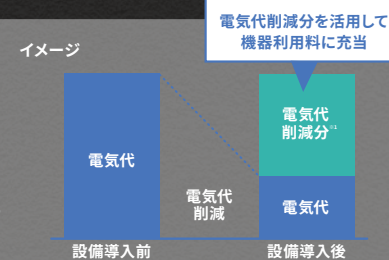 電気代削減分を活用して
機器利用料に充当
イメージ
電気代
削減分※1
電気代
電気代
削減
電気代
設備導入前
設備導入後